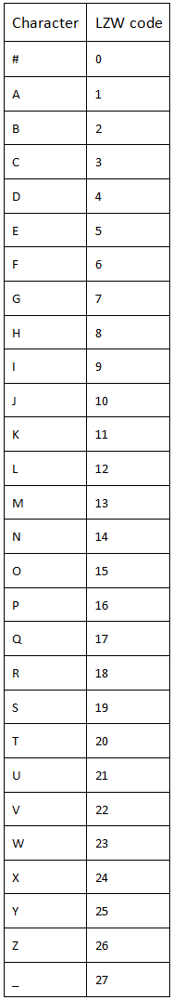 Character LZW code
# 0
A 1
B 2
C 3
D 4
E 5
F 6
G 7
H 8
I 9
J 10
K 11
L 12
M 13
N 14
O 15
P 16
Q 17
R 18
S 19
T 20
U 21
V 22
W 23
X 24
Y 25
Z 26
_ 27